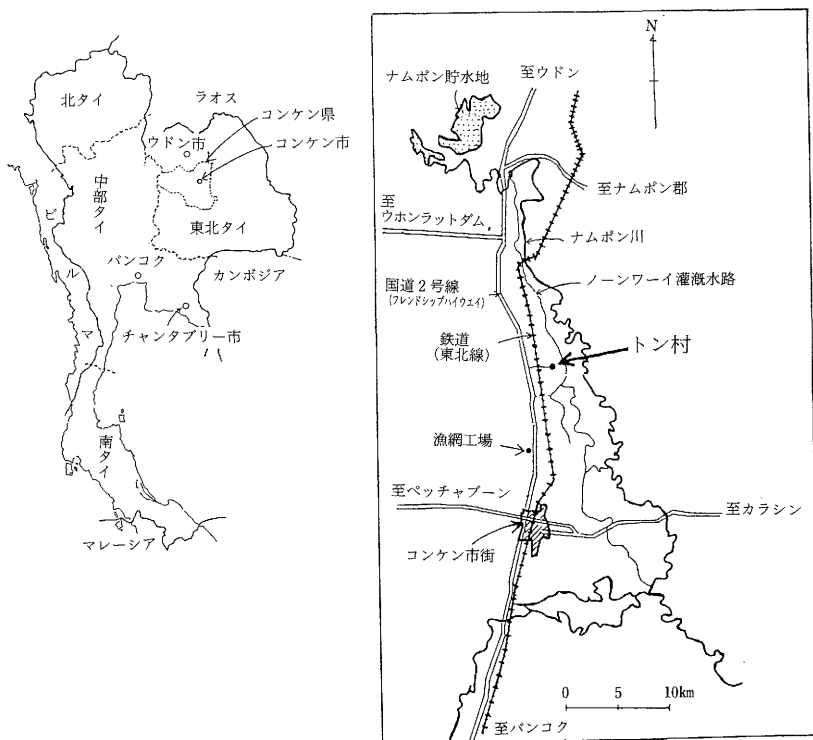 北タイ
ラオス
コンケン県
コンケン市
ウドン市
中部タイ
東北タイ
ビルマ
バンコク
カンボジア
チャンタブリー市
南タイ
マレーシア
N
ナムポン貯水地
至ウドン
至ナムポン郡
至
ウホンラットダム
ナムポン川
国道2号線
(フレンドシップハイウエイ)
ノーンワーイ灌漑水路
鉄道
(東北線)
トン村
漁網工場
至ペッチャブーン
至カラシン
コンケン市街
0 5 10km
至バンコク